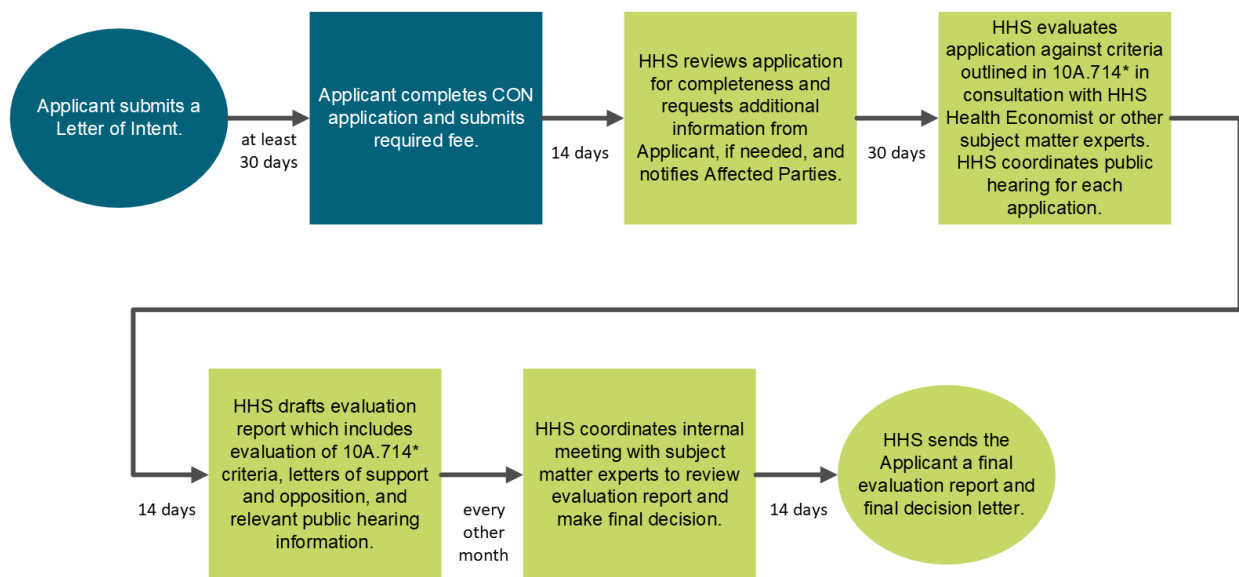 Applicant submits a
Letter of Intent.
at least
30 days
Applicant completes CON
application and submits
required fee.
14 days
HHS reviews application
for completeness and
requests additional
information from
Applicant, if needed, and
notifies Affected Parties.
30 days
HHS evaluates
application against criteria
outlined in 10A.714* in
consultation with HHS
Health Economist or other
subject matter experts.
HHS coordinates public
hearing for each
application.
14 days
HHS drafts evaluation
report which includes
evaluation of 10A.714*
criteria, letters of support
and opposition, and
relevant public hearing
information.
every
other
month
HHS coordinates internal
meeting with subject
matter experts to review
evaluation report and
make final decision.
14 days
HHS sends the
Applicant a final
evaluation report and
final decision letter.